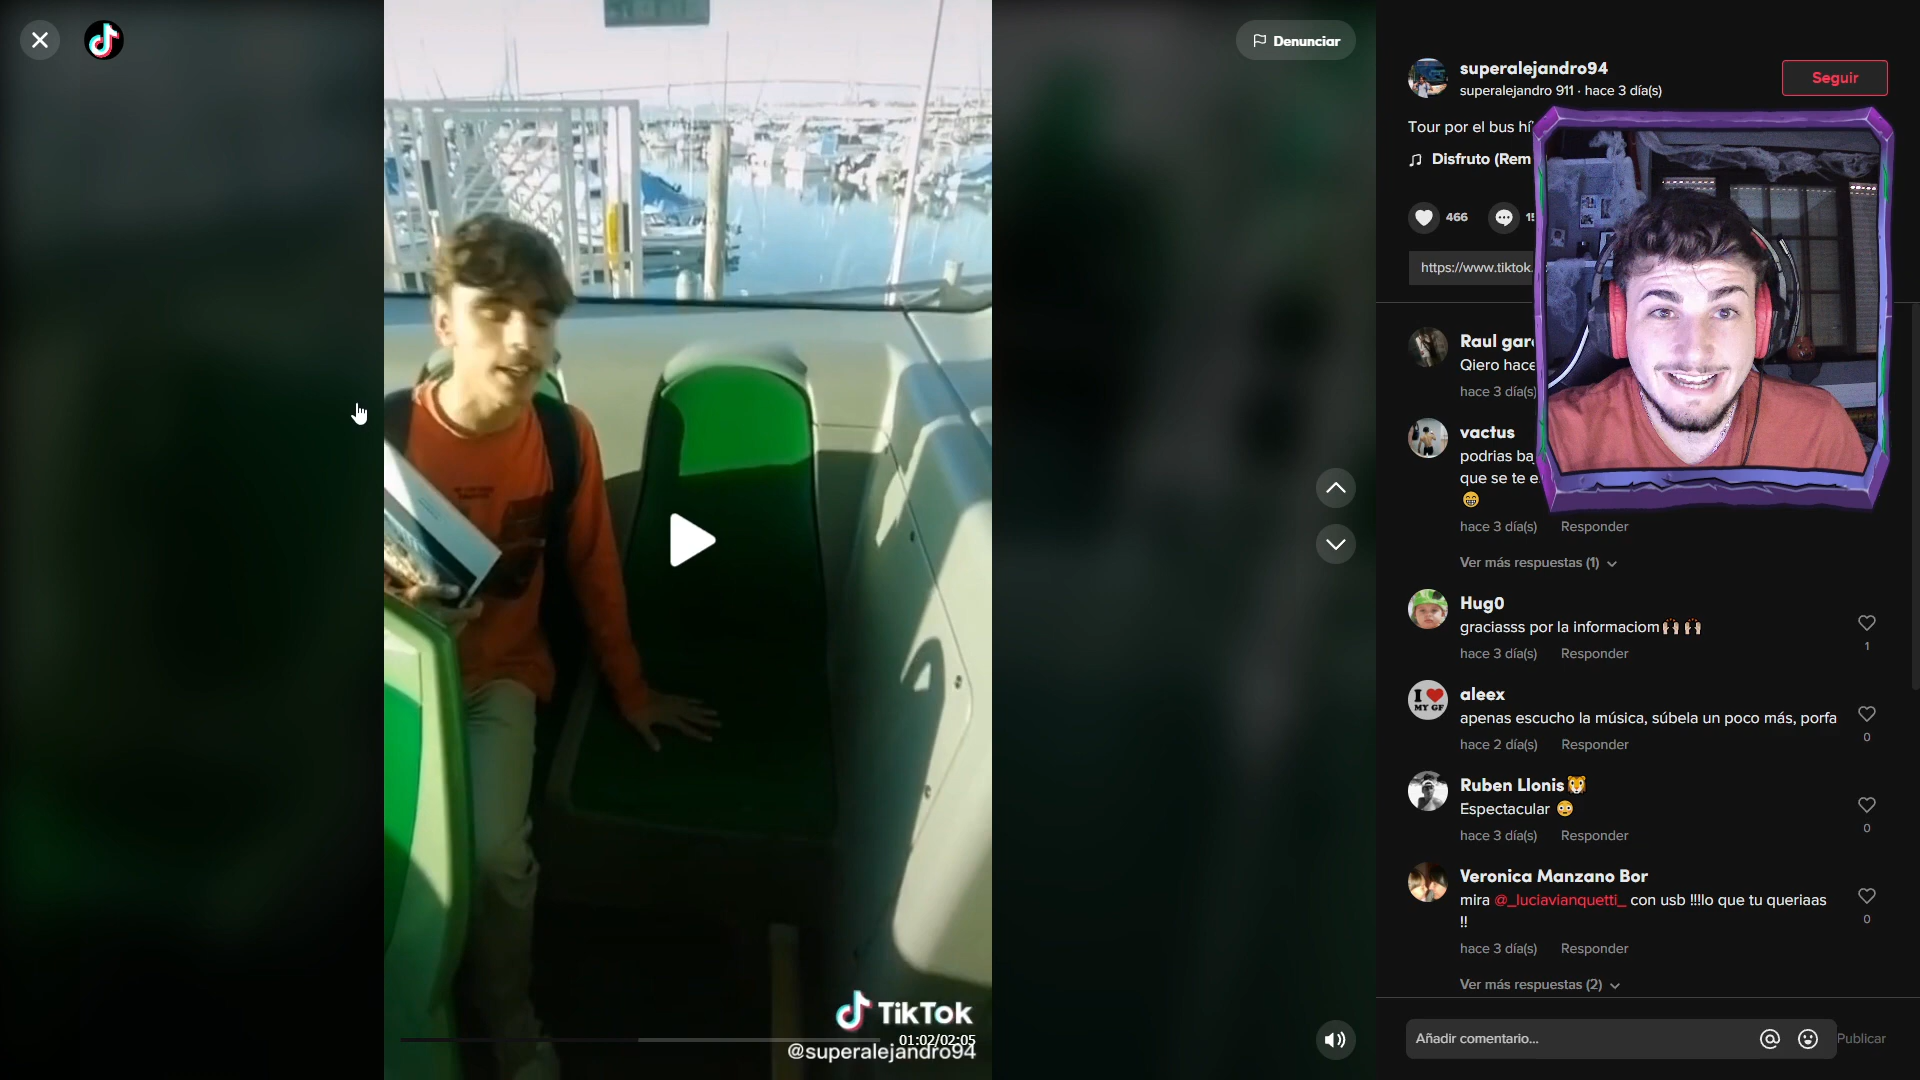 Denunciar
superalejandro94
superalejandro 911 · hace 3 día(s)
Seguir
Tour por el bus
Disfruto (Rem
466
https://www.tiktok.
Raul
Qiero hace
hace 3 día(s)
vactus
podrias
que se te
😁
hace 3 día(s) Responder
Ver más respuestas (1)
Hug0
graciasss por la informaciom🙌🏼🙌🏼
1
hace 3 día(s) Responder
I ❤ MY GF
aleex
apenas escucho la música, súbela un poco más, porfa
0
hace 2 día(s) Responder
Ruben Llonis🐯
Espectacular 😳
0
hace 3 día(s) Responder
Veronica Manzano Bor
mira @_luciavianquetti_ con usb !!!lo que tu queriaas
!!
0
hace 3 día(s) Responder
Ver más respuestas (2)
Añadir comentario...
Publicar
TikTok
01:02/02:05
@superalejandro94